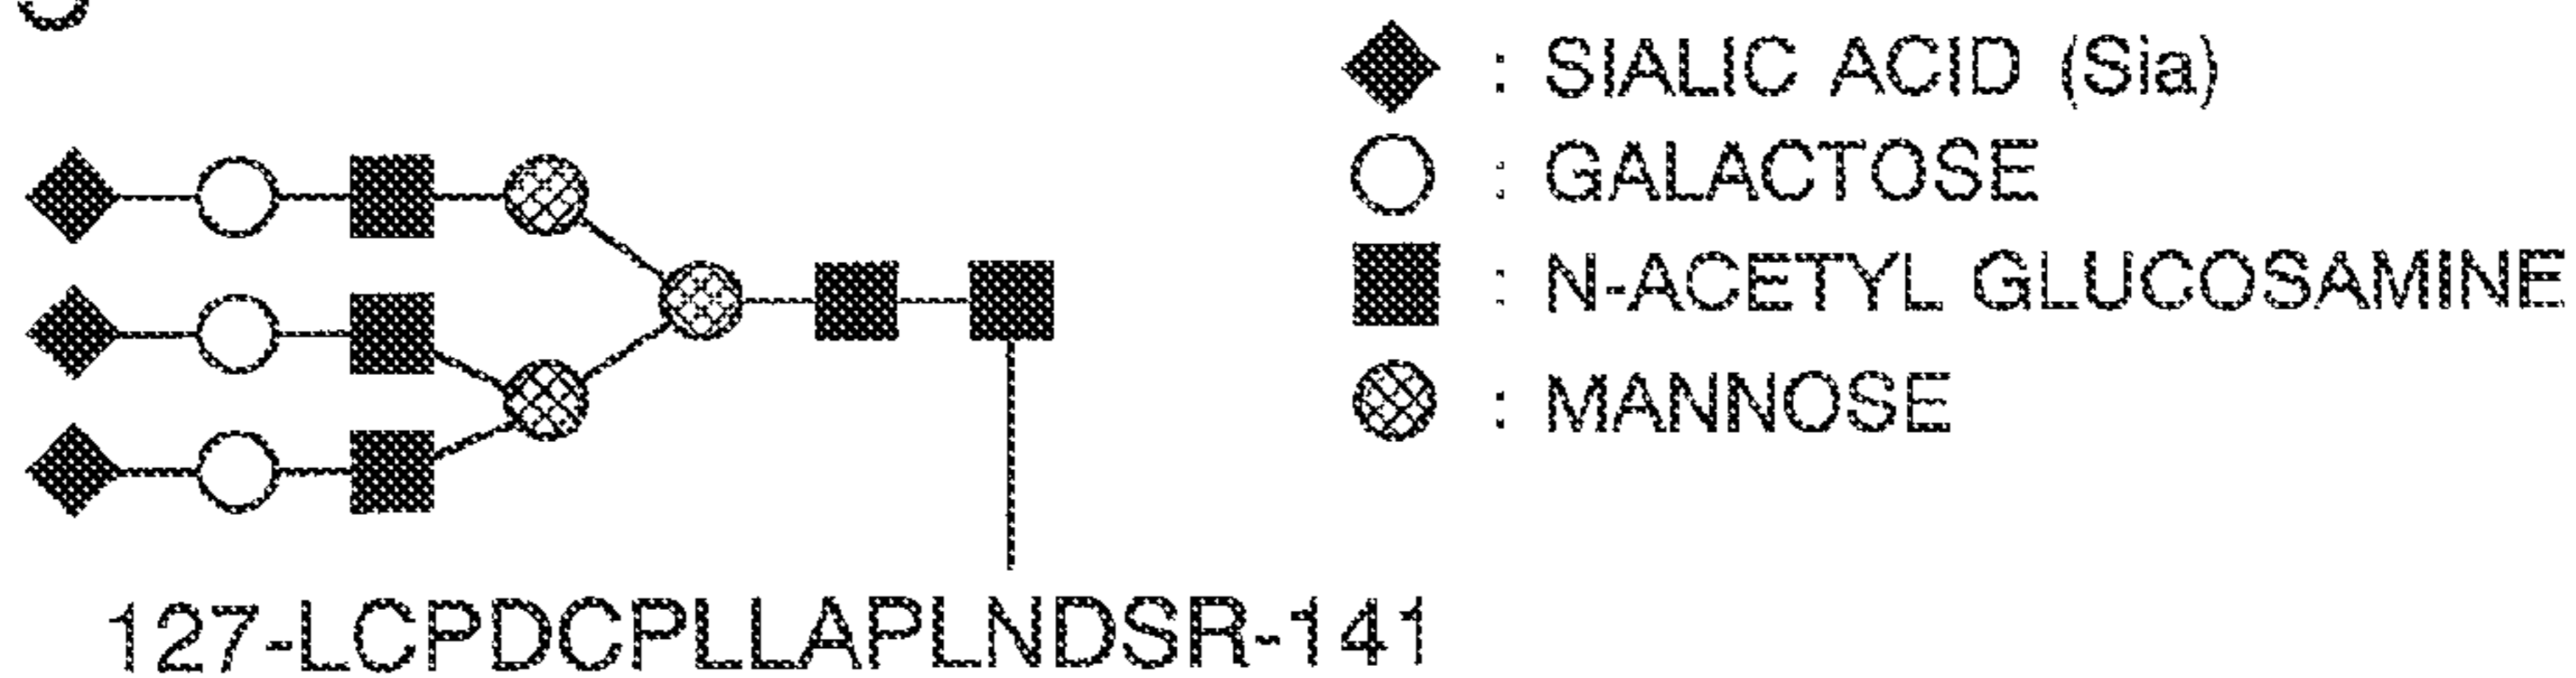 : SIALIC ACID (Sia)
: GALACTOSE
: N-ACETYL GLUCOSAMINE
: MANNOSE
127-LCPDCPLLAPLNDSR-141